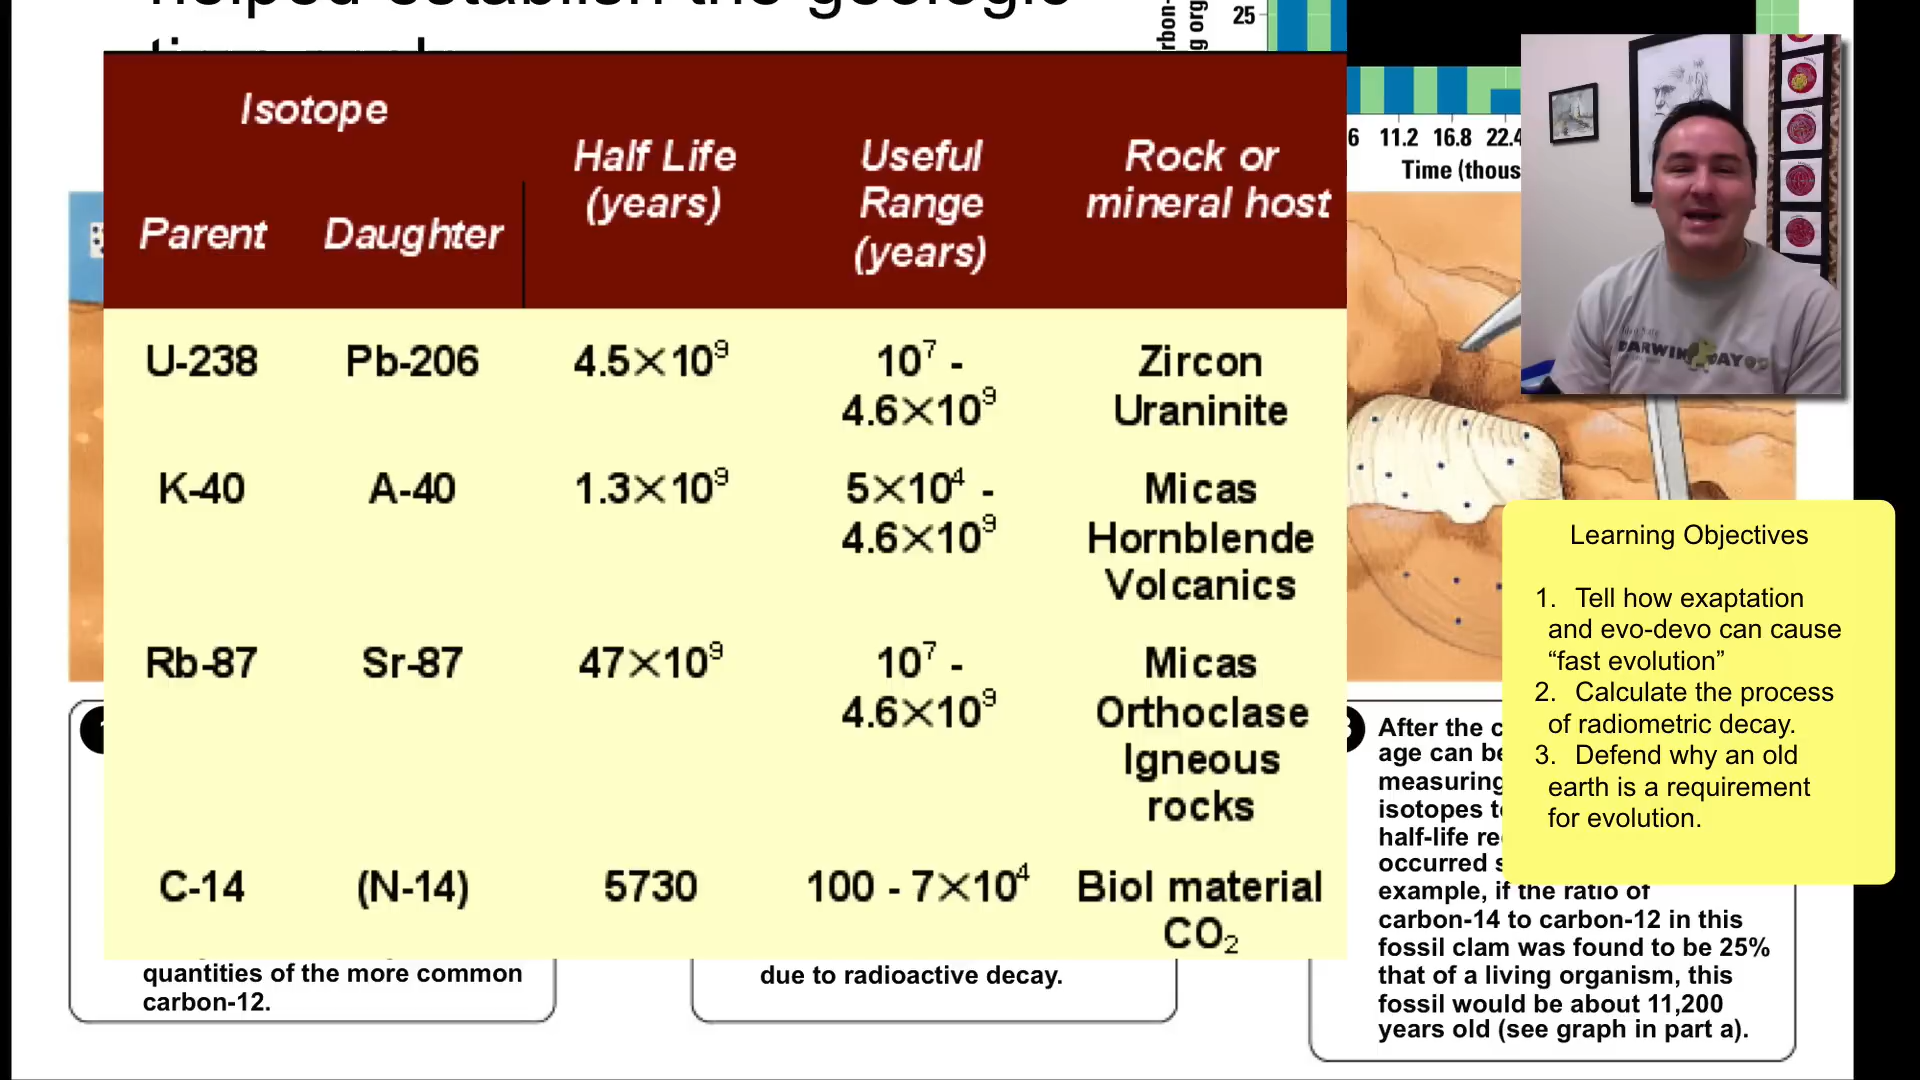 helped establish the geologic
25
Isotope
Parent
Daughter
Half Life
(years)
Useful
Range
(years)
Rock or
mineral host
U-238 Pb-206 4.5×10⁹ 10⁷ - Zircon
4.6×10⁹ Uraninite
K-40 A-40 1.3×10⁹ 5×10⁴ - Micas
4.6×10⁹ Hornblende
Volcanics
Rb-87 Sr-87 47×10⁹ 10⁷ - Micas
4.6×10⁹ Orthoclase
Igneous
rocks
C-14 (N-14) 5730 100 - 7×10⁴ Biol material
CO₂
6 11.2 16.8 22.4
Time (thous
DARWIN DAY
Learning Objectives
1. Tell how exaptation
and evo-devo can cause
“fast evolution”
2. Calculate the process
of radiometric decay.
3. Defend why an old
earth is a requirement
for evolution.
quantities of the more common
carbon-12.
due to radioactive decay.
After the
age can be
measuring
isotopes
half-life
occurred
example, if the ratio of
carbon-14 to carbon-12 in this
fossil clam was found to be 25%
that of a living organism, this
fossil would be about 11,200
years old (see graph in part a).